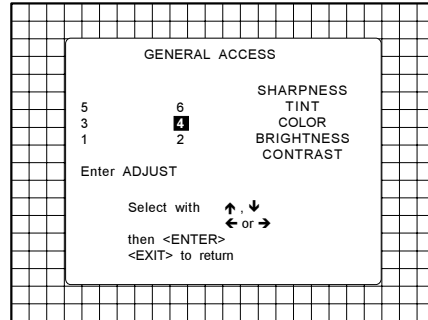 GENERAL ACCESS
SHARPNESS
5 6 TINT
3 4 COLOR
1 2 BRIGHTNESS
CONTRAST
Enter ADJUST
Select with ↑ , ↓
← or →
then <ENTER>
<EXIT> to return